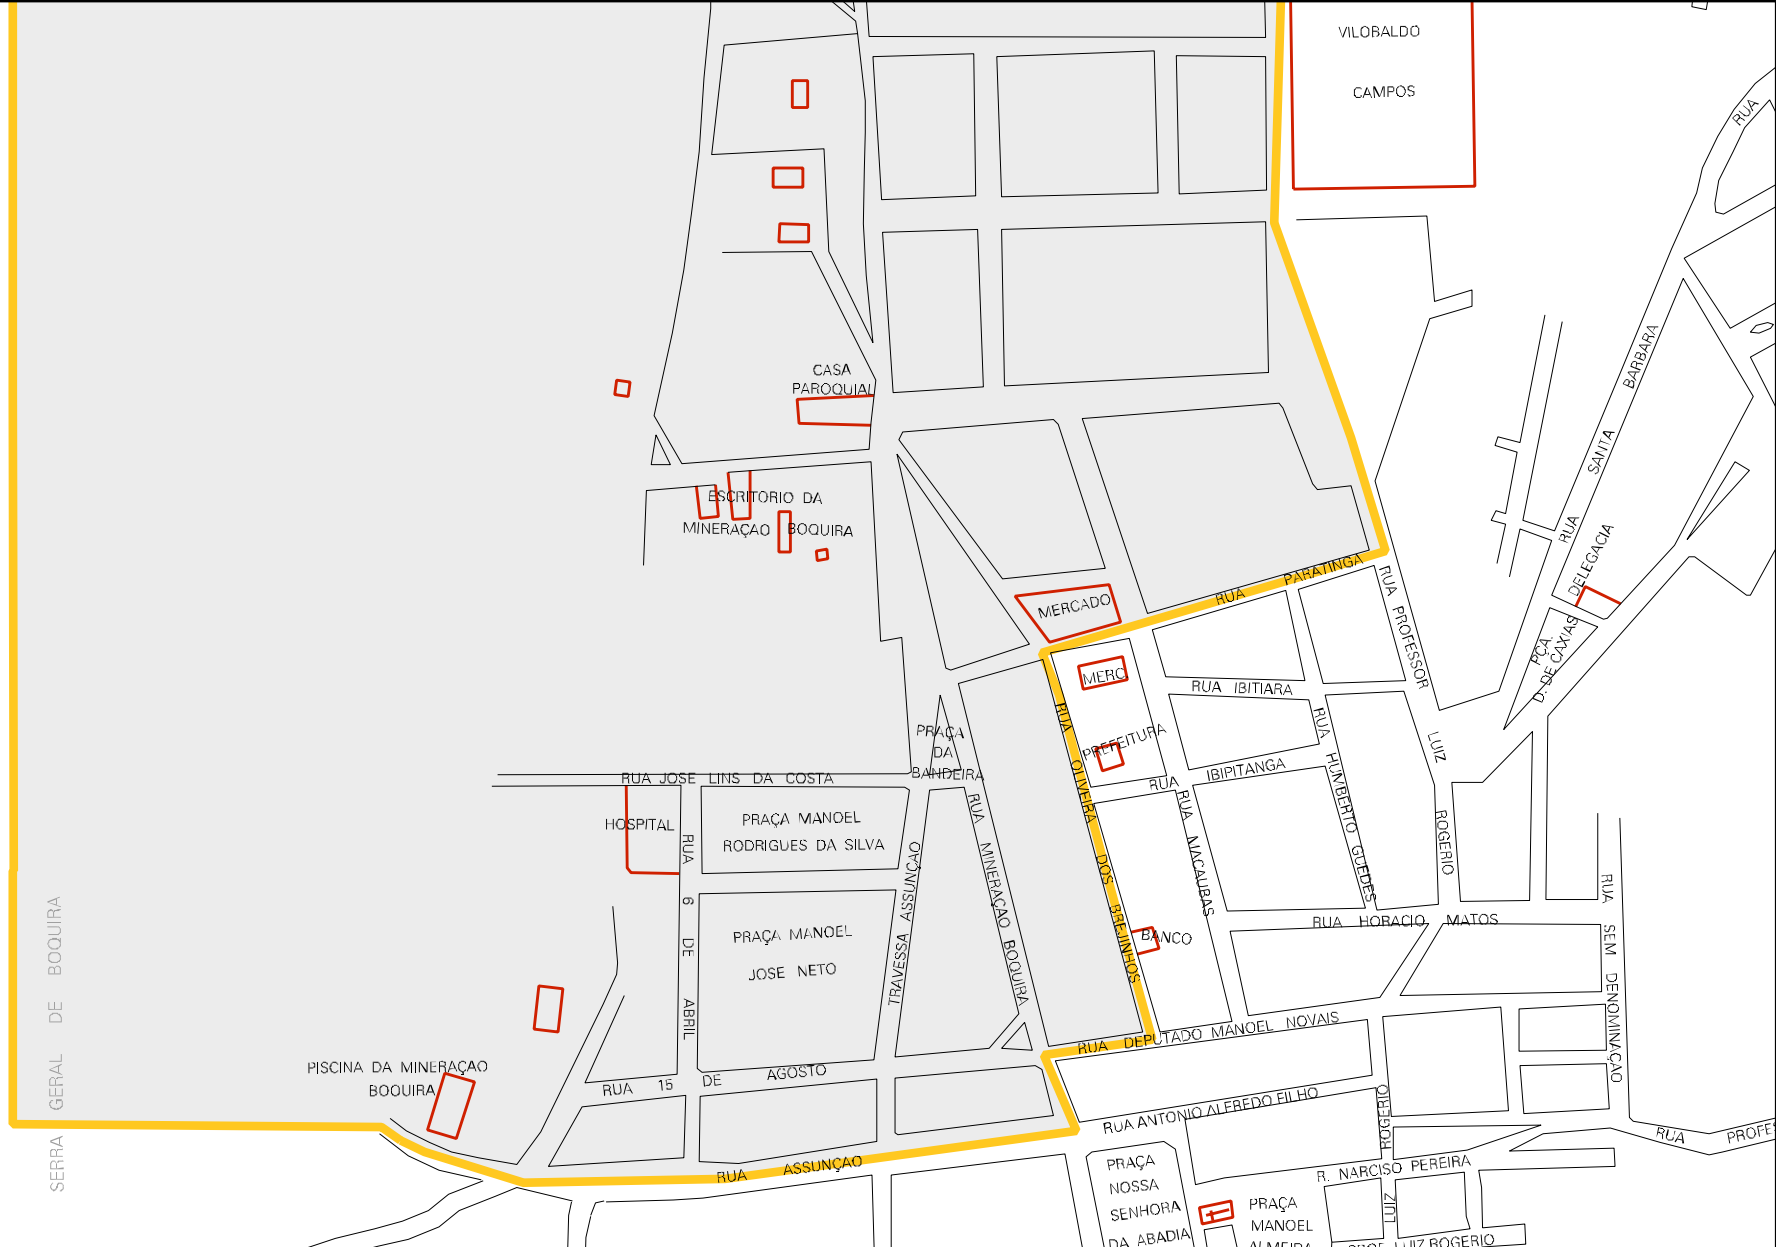 VILOBALDO
CAMPOS
RUA
CASA
PAROQUIAL
SANTA BARBARA
RUA
ESCRITORIO DA
MINERAÇAO BOQUIRA
DELEGACIA
RUA PARATINGA
MERCADO
RUA PROFESSOR
PÇA.
D. DE CAXIAS
MERC.
RUA IBITIARA
PREFEITURA
RUA IBIPITANGA
PRAÇA
DA
BANDEIRA
RUA OLIVEIRA DOS BREJINHOS
RUA HUMBERTO GUEDES
LUIZ
ROGERIO
RUA JOSE LINS DA COSTA
HOSPITAL
PRAÇA MANOEL
RODRIGUES DA SILVA
RUA 6 DE ABRIL
TRAVESSA ASSUNÇAO
RUA MINERAÇAO BOQUIRA
RUA MACAUBAS
BANCO
RUA HORACIO MATOS
RUA SEM DENOMINAÇAO
PRAÇA MANOEL
JOSE NETO
SERRA GERAL DE BOQUIRA
PISCINA DA MINERAÇAO
BOQUIRA
RUA 15 DE AGOSTO
RUA DEPUTADO MANOEL NOVAIS
RUA ANTONIO ALFREDO FILHO
ROGERIO
LUIZ
RUA ASSUNÇAO
PRAÇA
NOSSA
SENHORA
DA ABADIA
R. NARCISO PEREIRA
RUA PROFES
PRAÇA
MANOEL
ALMEIDA
PROF. LUIZ ROGERIO